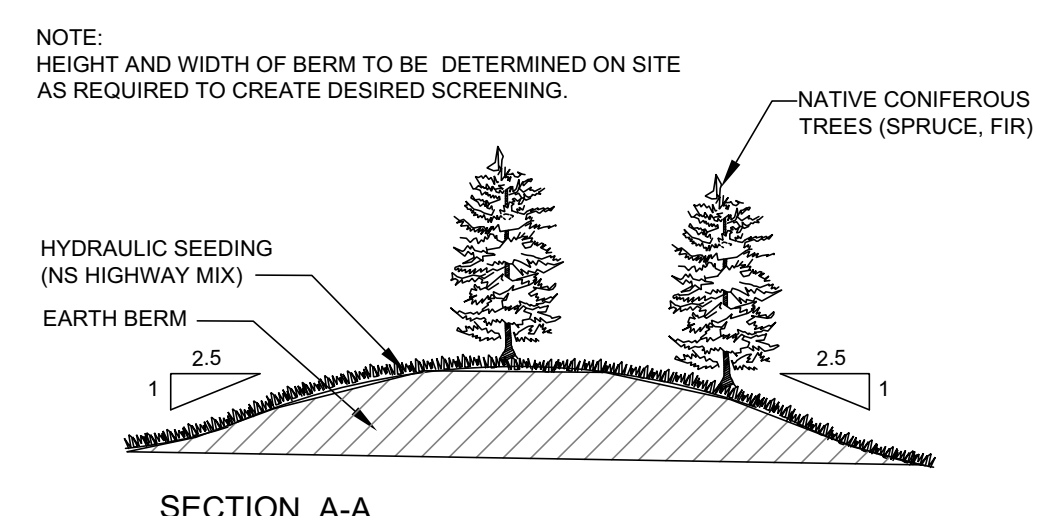 NOTE:
HEIGHT AND WIDTH OF BERM TO BE DETERMINED ON SITE
AS REQUIRED TO CREATE DESIRED SCREENING.
NATIVE CONIFEROUS
TREES (SPRUCE, FIR)
HYDRAULIC SEEDING
(NS HIGHWAY MIX)
EARTH BERM
2.5
1
2.5
1
SECTION A-A